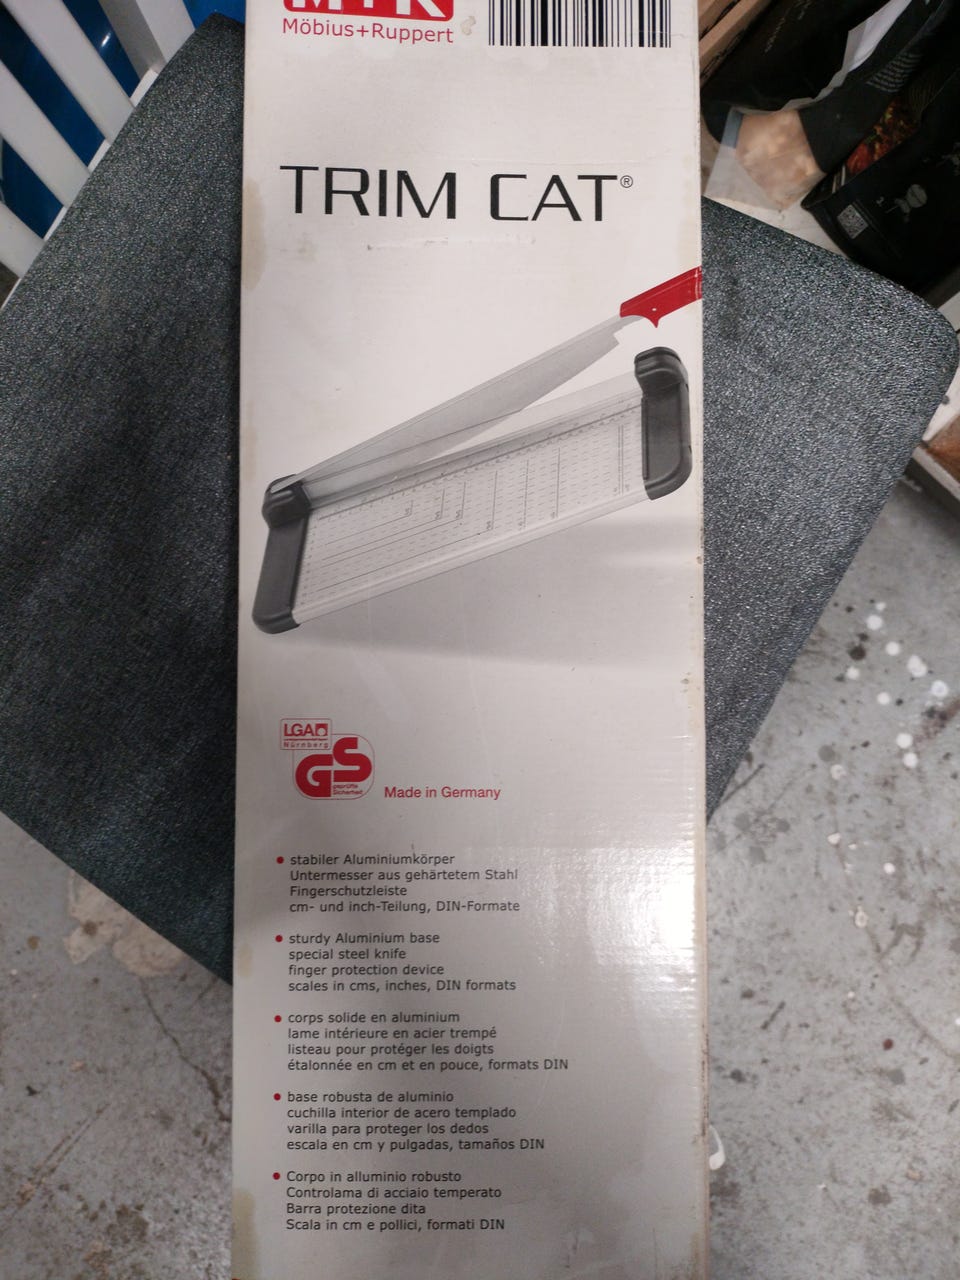 M+R
Möbius+Ruppert
TRIM CAT®
LGA
Nürnberg
GS
geprüfte
Sicherheit
Made in Germany
• stabiler Aluminiumkörper
Untermesser aus gehärtetem Stahl
Fingerschutzleiste
cm- und inch-Teilung, DIN-Formate
• sturdy Aluminium base
special steel knife
finger protection device
scales in cms, inches, DIN formats
• corps solide en aluminium
lame intérieure en acier trempé
listeau pour protéger les doigts
étalonnée en cm et en pouce, formats DIN
• base robusta de aluminio
cuchilla interior de acero templado
varilla para proteger los dedos
escala en cm y pulgadas, tamaños DIN
• Corpo in alluminio robusto
Controlama di acciaio temperato
Barra protezione dita
Scala in cm e pollici, formati DIN